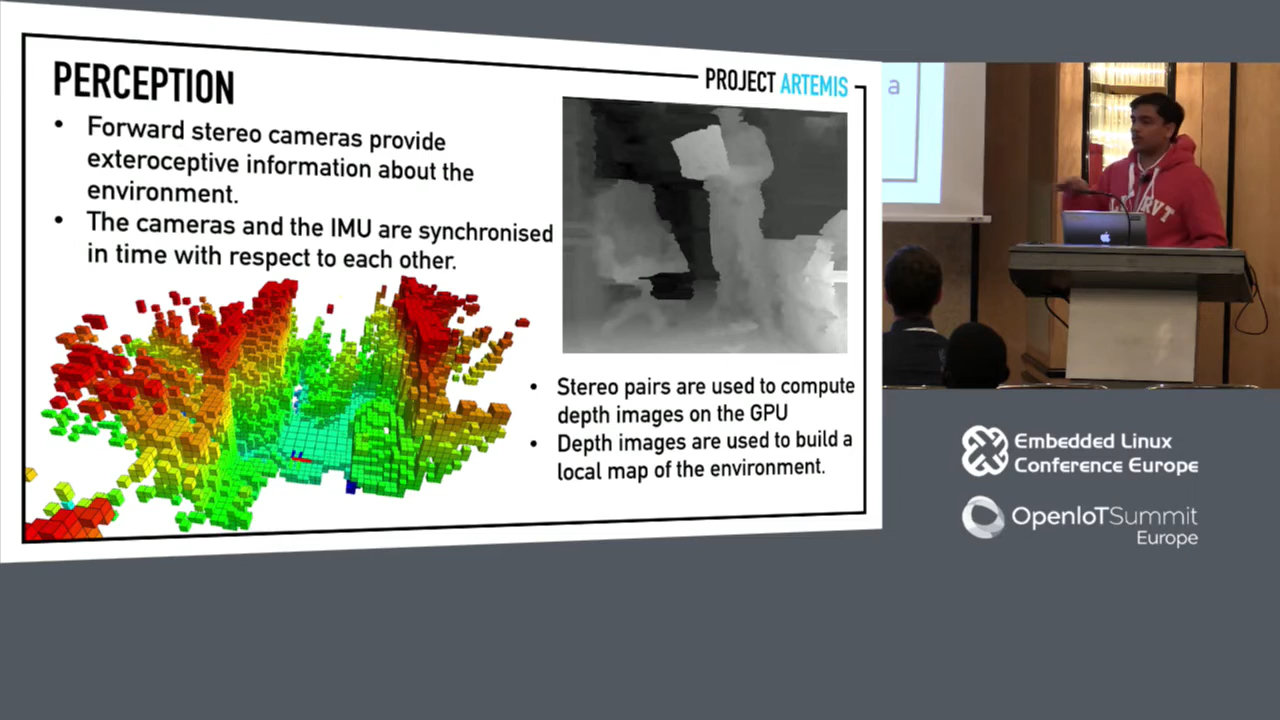 PERCEPTION
PROJECT ARTEMIS
• Forward stereo cameras provide
exteroceptive information about the
environment.
• The cameras and the IMU are synchronised
in time with respect to each other.
• Stereo pairs are used to compute
depth images on the GPU
• Depth images are used to build a
local map of the environment.
a
Embedded Linux
Conference Europe
OpenIoTSummit
Europe